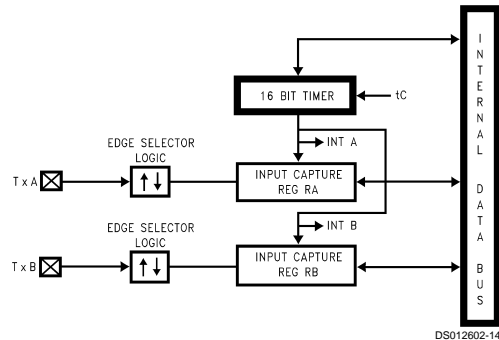 16 BIT TIMER
tC
INT A
EDGE SELECTOR
LOGIC
TxA
INPUT CAPTURE
REG RA
INT B
EDGE SELECTOR
LOGIC
TxB
INPUT CAPTURE
REG RB
INTERNAL DATA BUS
DS012602-14